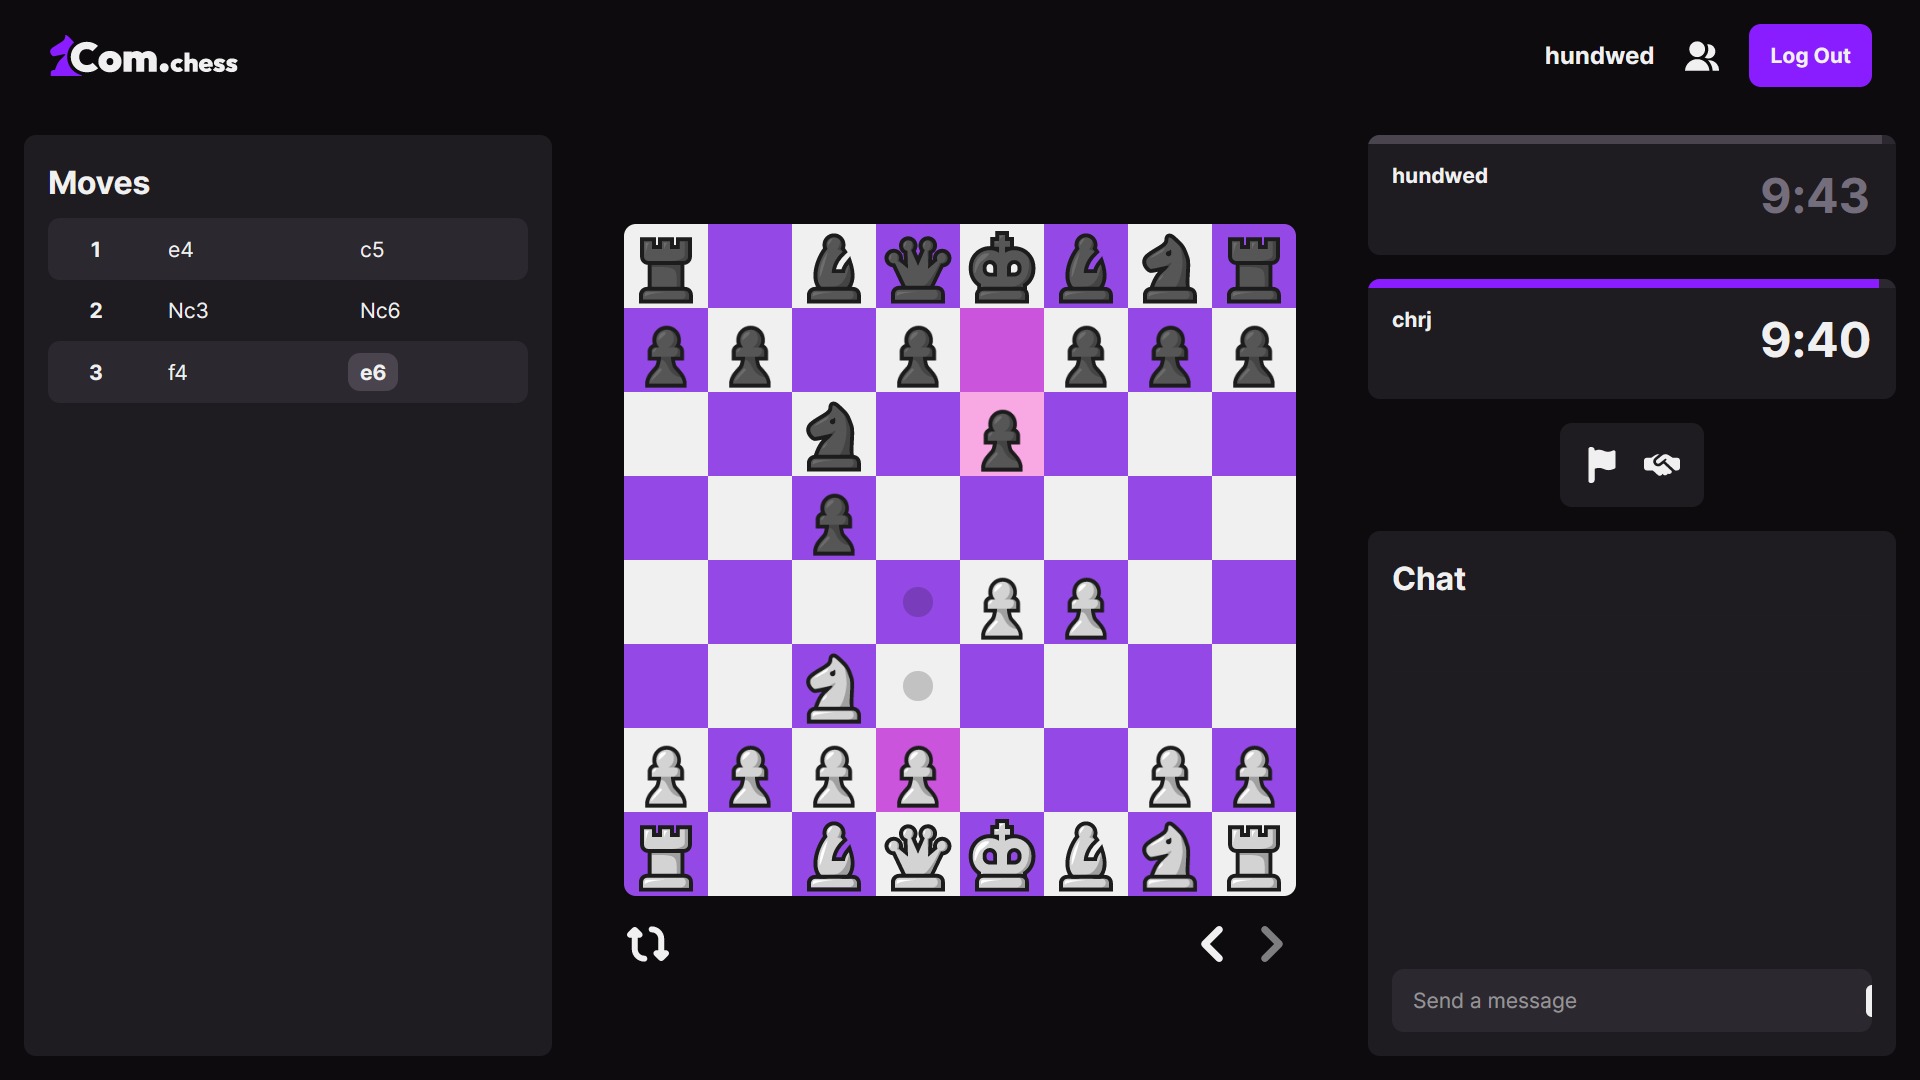 Com.chess
hundwed
Log Out
Moves
1 e4 c5
2 Nc3 Nc6
3 f4 e6
hundwed
9:43
chrj
9:40
Chat
Send a message